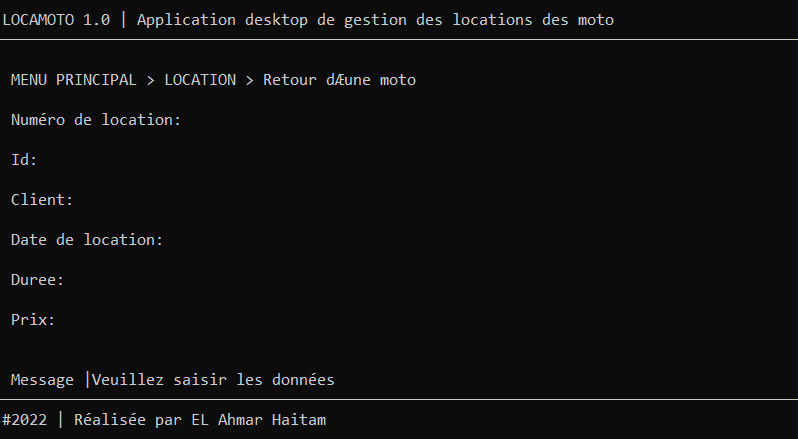 LOCAMOTO 1.0 | Application desktop de gestion des locations des moto
MENU PRINCIPAL > LOCATION > Retour dÆune moto
Numéro de location:
Id:
Client:
Date de location:
Duree:
Prix:
Message |Veuillez saisir les données
#2022 | Réalisée par EL Ahmar Haitam